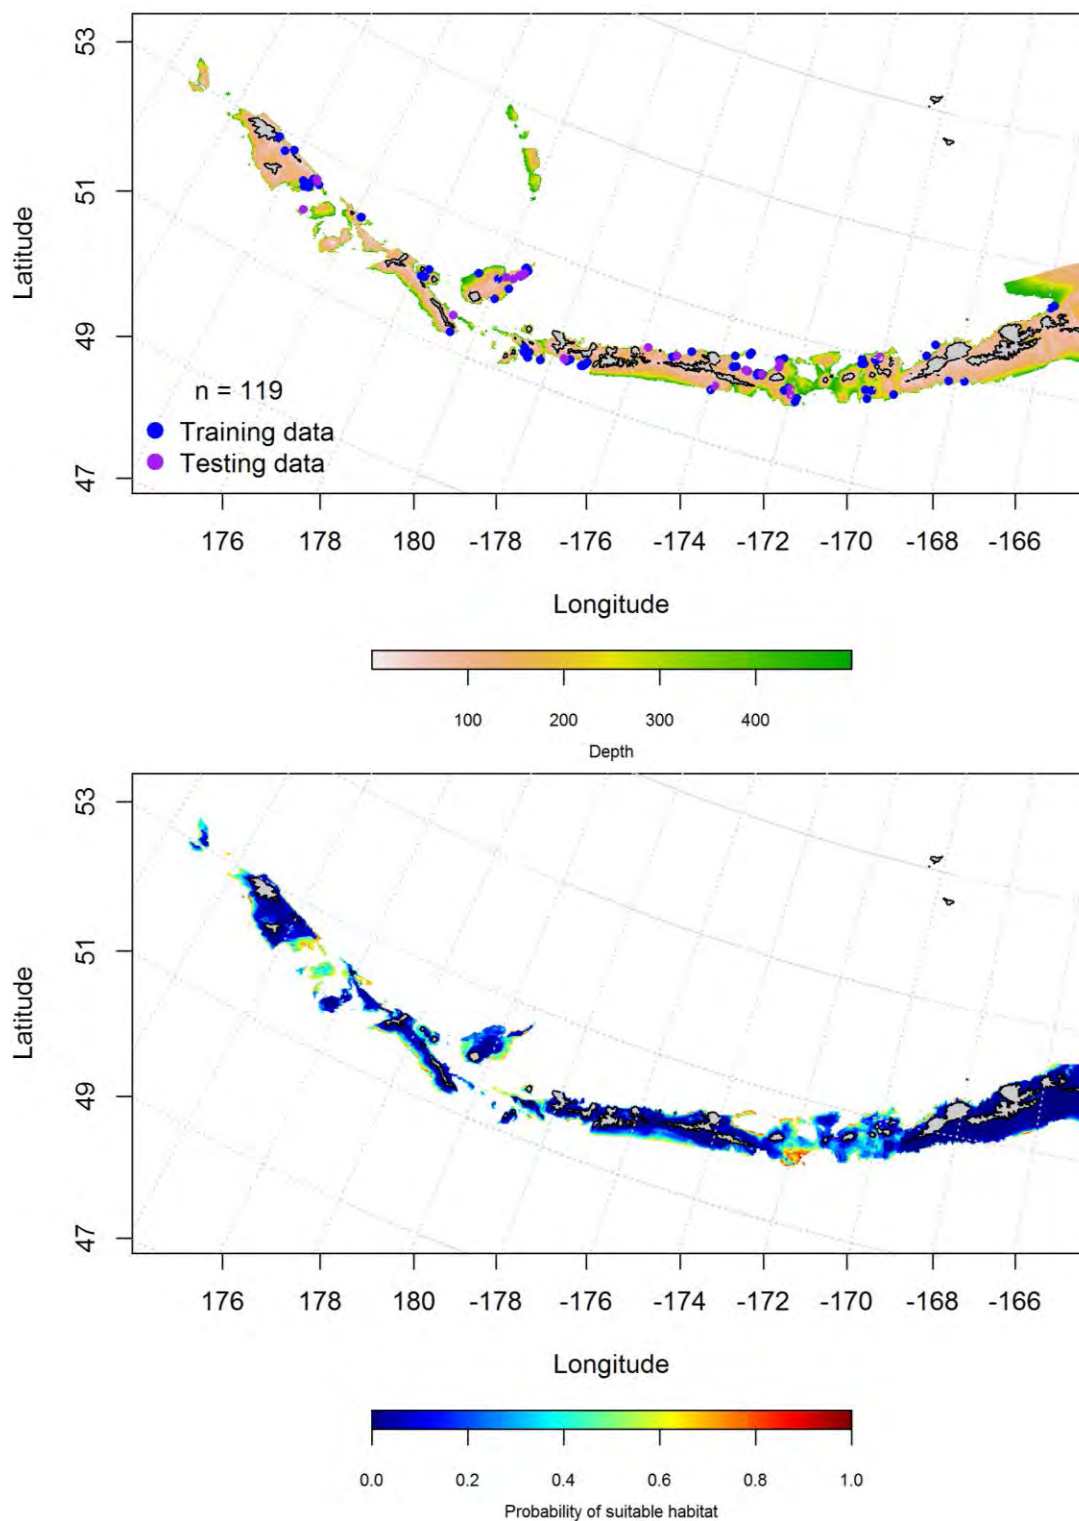 53
51
49
47
Latitude
n = 119
Training data
Testing data
176 178 180 -178 -176 -174 -172 -170 -168 -166
Longitude
100 200 300 400
Depth
53
51
49
47
Latitude
176 178 180 -178 -176 -174 -172 -170 -168 -166
Longitude
0.0 0.2 0.4 0.6 0.8 1.0
Probability of suitable habitat